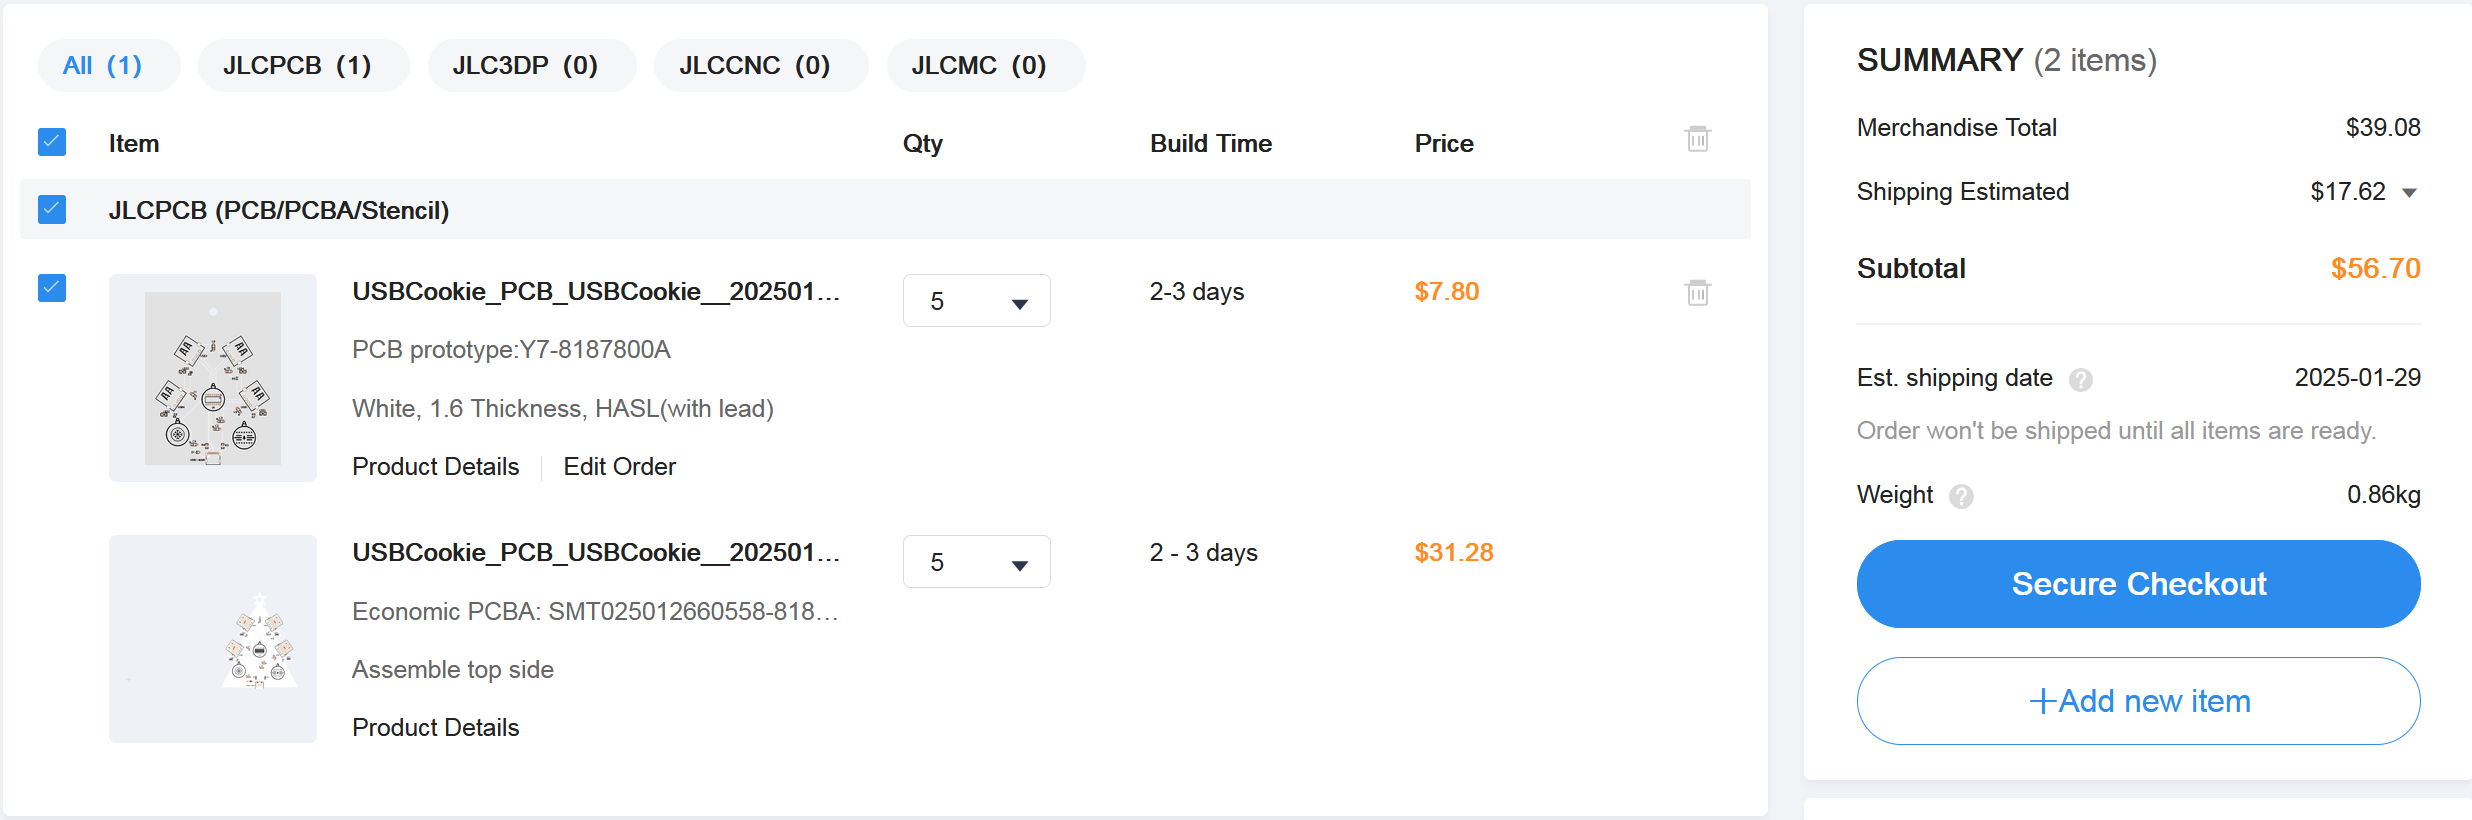 All (1) JLCPCB (1) JLC3DP (0) JLCCNC (0) JLCMC (0)
Item Qty Build Time Price
JLCPCB (PCB/PCBA/Stencil)
USBCookie_PCB_USBCookie__202501... 5 2-3 days $7.80
PCB prototype:Y7-8187800A
White, 1.6 Thickness, HASL(with lead)
Product Details Edit Order
AA AA
AA AA
USBCookie_PCB_USBCookie__202501... 5 2 - 3 days $31.28
Economic PCBA: SMT025012660558-818...
Assemble top side
Product Details
SUMMARY (2 items)
Merchandise Total $39.08
Shipping Estimated $17.62
Subtotal $56.70
Est. shipping date ? 2025-01-29
Order won't be shipped until all items are ready.
Weight ? 0.86kg
Secure Checkout
+Add new item